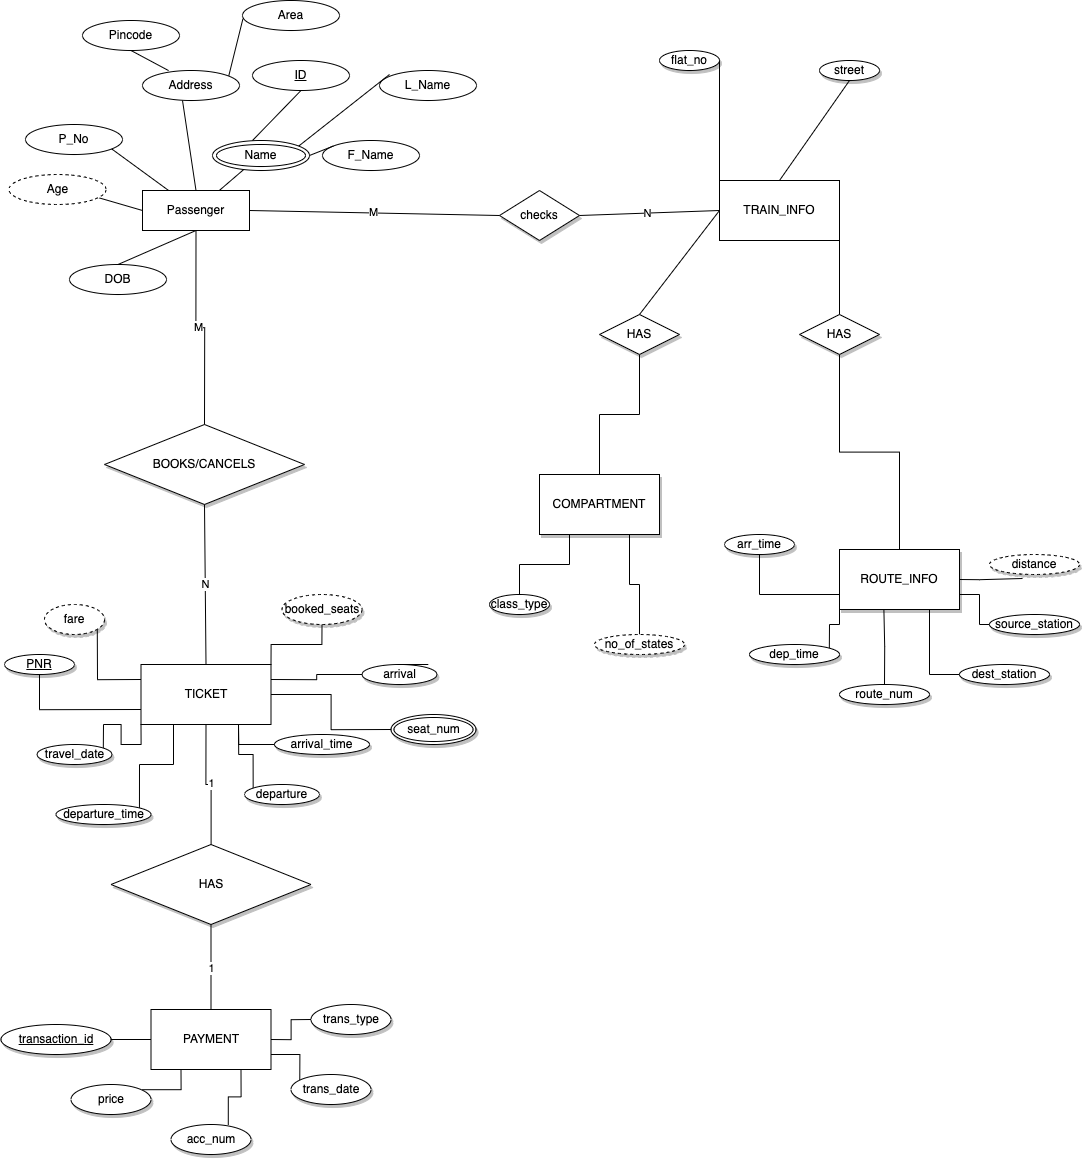 Area
Pincode
flat_no
street
ID
Address
L_Name
P_No
Name
F_Name
Age
Passenger
M
checks
N
TRAIN_INFO
DOB
M
HAS
HAS
BOOKS/CANCELS
COMPARTMENT
arr_time
distance
ROUTE_INFO
N
class_type
booked_seats
fare
source_station
no_of_states
dep_time
PNR
arrival
dest_station
TICKET
route_num
seat_num
travel_date
arrival_time
1
departure
departure_time
HAS
1
trans_type
transaction_id
PAYMENT
trans_date
price
acc_num